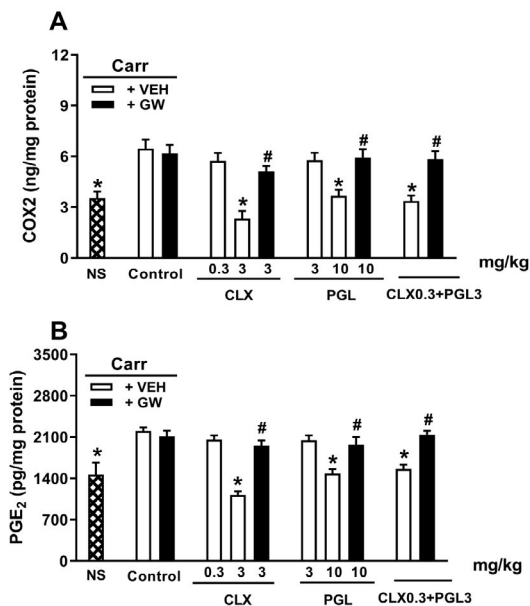 A
Carr
+ VEH
+ GW
COX2 (ng/mg protein)
12
9
6
3
0
*
#
*
#
*
#
*
0.3 3 3 3 10 10 mg/kg
NS Control CLX PGL CLX0.3+PGL3
B
Carr
+ VEH
+ GW
PGE2 (pg/mg protein)
3500
2800
2100
1400
700
0
*
#
*
#
*
#
*
0.3 3 3 3 10 10 mg/kg
NS Control CLX PGL CLX0.3+PGL3